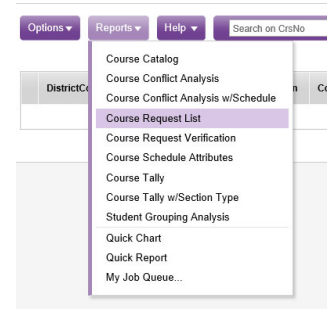 Options Reports Help Search on CrsNo
Course Catalog
Course Conflict Analysis
DistrictCo n Co
Course Conflict Analysis w/Schedule
Course Request List
Course Request Verification
Course Schedule Attributes
Course Tally
Course Tally w/Section Type
Student Grouping Analysis
Quick Chart
Quick Report
My Job Queue...